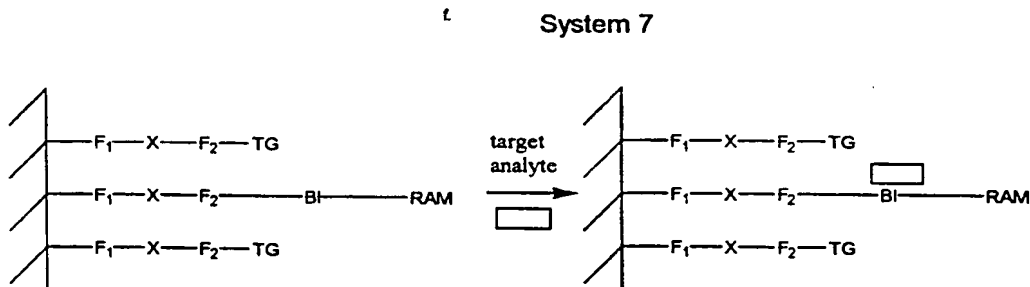 System 7
F₁—X—F₂—TG
F₁—X—F₂—BI—RAM
F₁—X—F₂—TG
target
analyte
F₁—X—F₂—TG
F₁—X—F₂—BI—RAM
F₁—X—F₂—TG